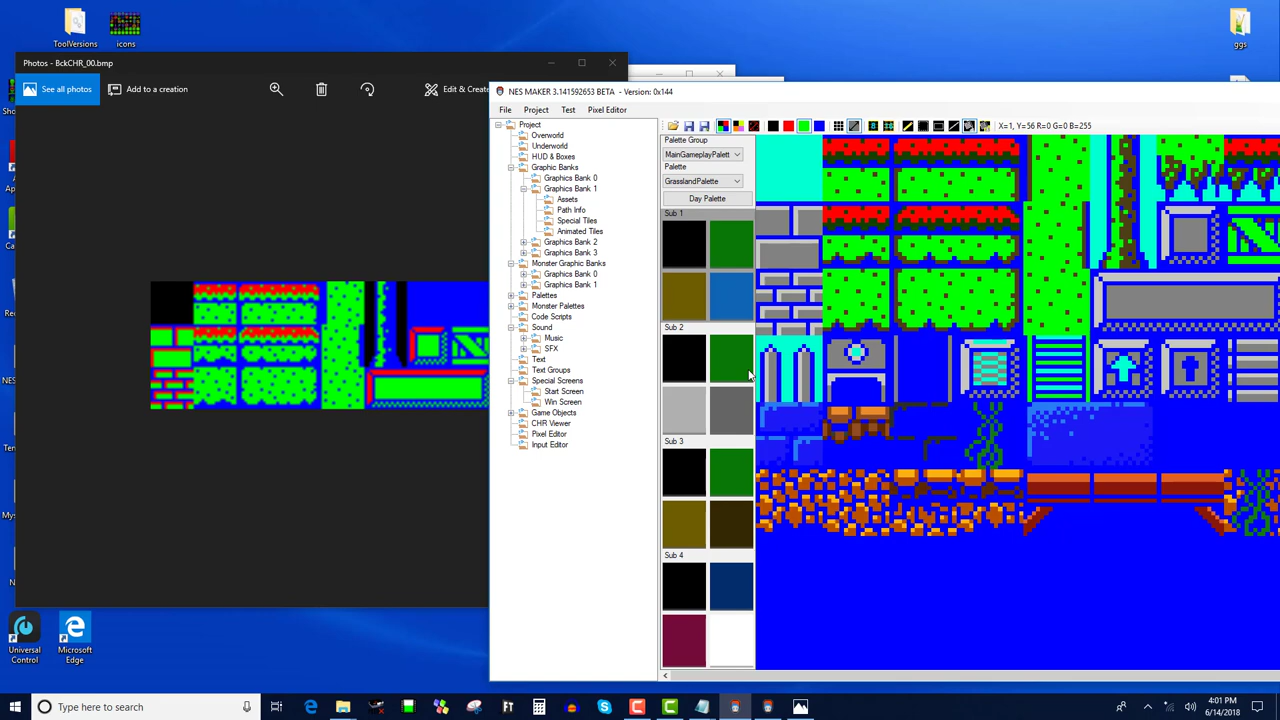 ToolVersions
icons
ggs
Photos - BckCHR_00.bmp
See all photos
Add to a creation
Edit & Create
NES MAKER 3.141592653 BETA - Version: 0x144
File Project Test Pixel Editor
X=1, Y=56 R=0 G=0 B=255
Project
Overworld
Underworld
HUD & Boxes
Graphic Banks
Graphics Bank 0
Graphics Bank 1
Assets
Path Info
Special Tiles
Animated Tiles
Graphics Bank 2
Graphics Bank 3
Monster Graphic Banks
Graphics Bank 0
Graphics Bank 1
Palettes
Monster Palettes
Code Scripts
Sound
Music
SFX
Text
Text Groups
Special Screens
Start Screen
Win Screen
Game Objects
CHR Viewer
Pixel Editor
Input Editor
Palette Group
MainGameplayPalett
Palette
GrasslandPalette
Day Palette
Sub 1
Sub 2
Sub 3
Sub 4
Universal
Control
Microsoft
Edge
Type here to search
4:01 PM
6/14/2018